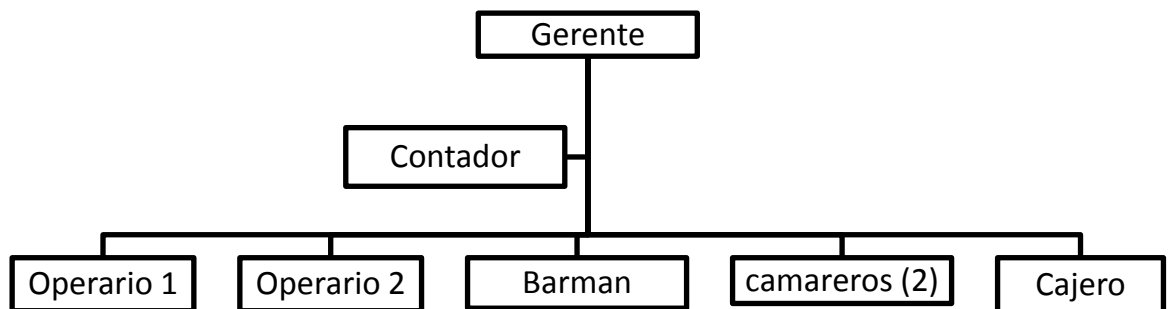 Gerente
Contador
Operario 1
Operario 2
Barman
camareros (2)
Cajero